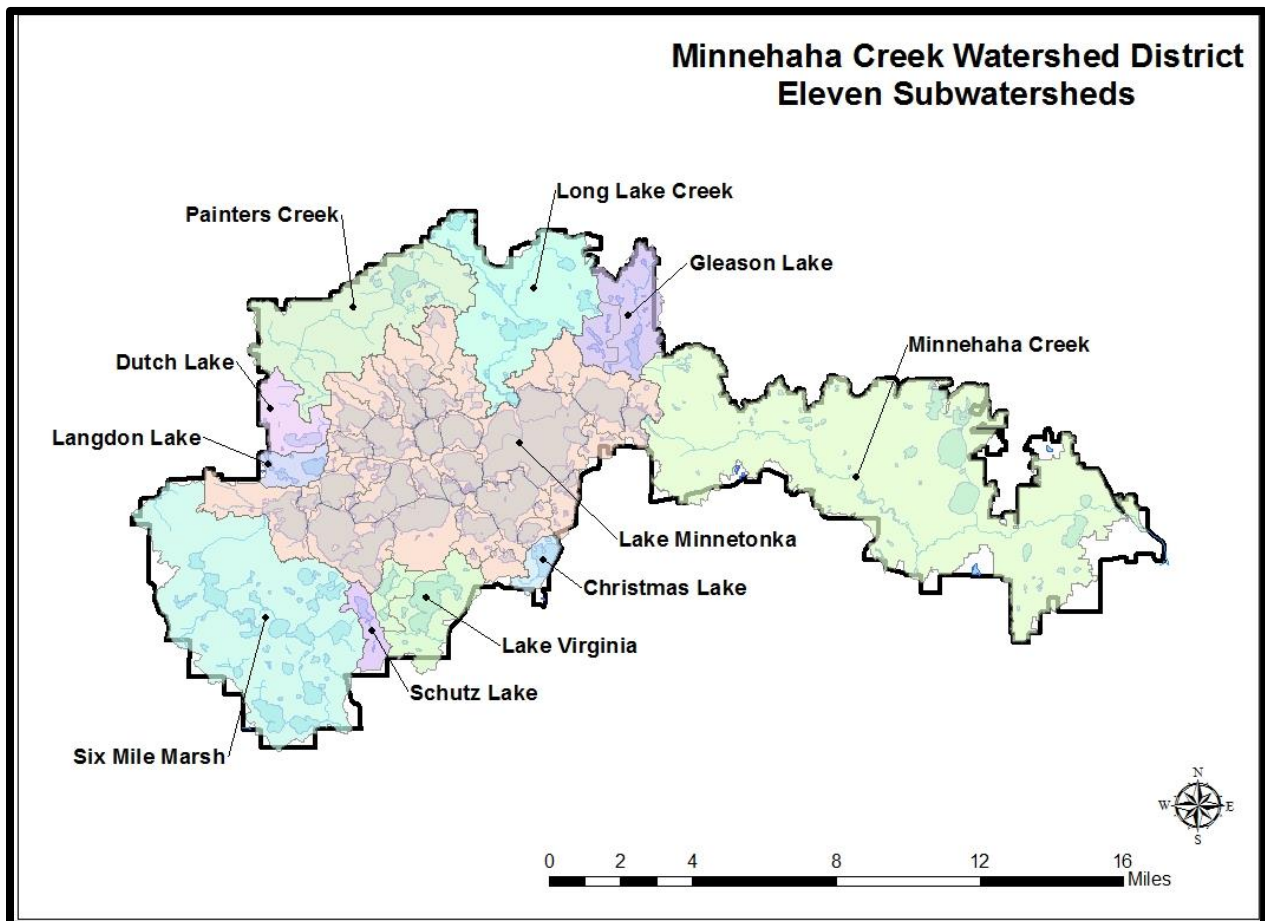 Minnehaha Creek Watershed District
Eleven Subwatersheds
Long Lake Creek
Painters Creek
Gleason Lake
Minnehaha Creek
Dutch Lake
Langdon Lake
Lake Minnetonka
Christmas Lake
Lake Virginia
Schutz Lake
Six Mile Marsh
N
W E
S
0 2 4 8 12 16
Miles